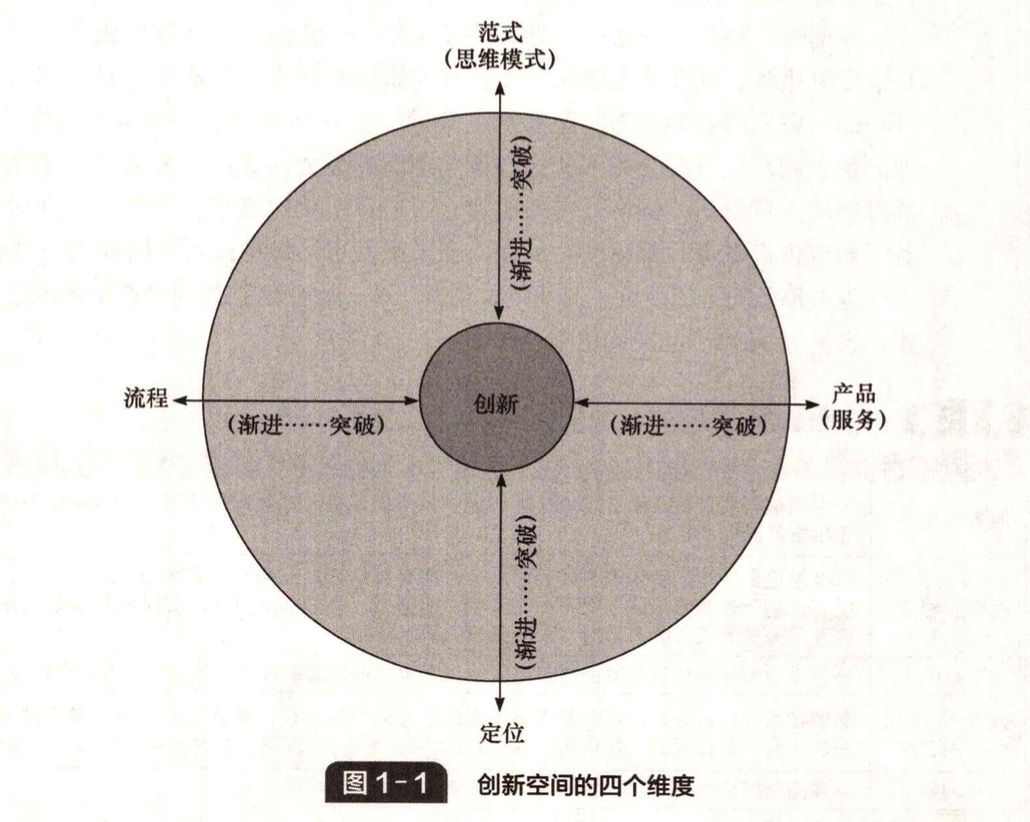 范式
（思维模式）
（渐进……突破）
流程
（渐进……突破）
创新
（渐进……突破）
产品
（服务）
（渐进……突破）
定位
图1-1 创新空间的四个维度